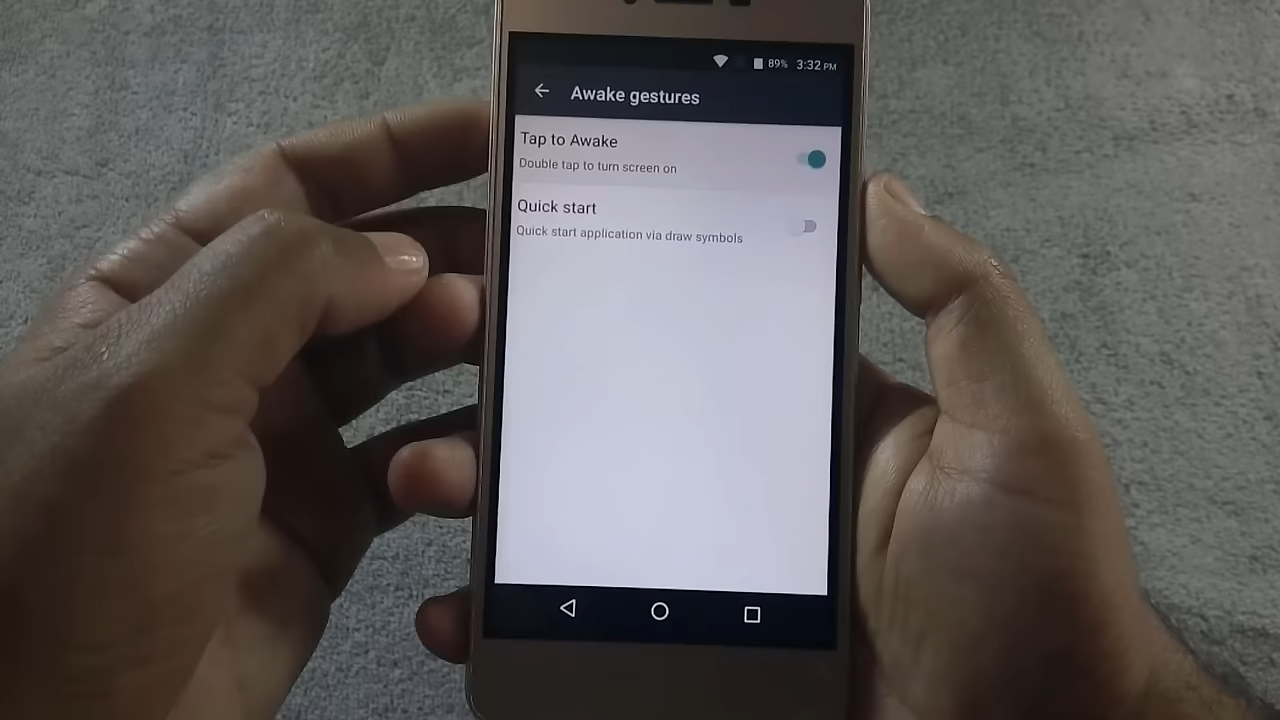 89% 3:32 PM
Awake gestures
Tap to Awake
Double tap to turn screen on
Quick start
Quick start application via draw symbols